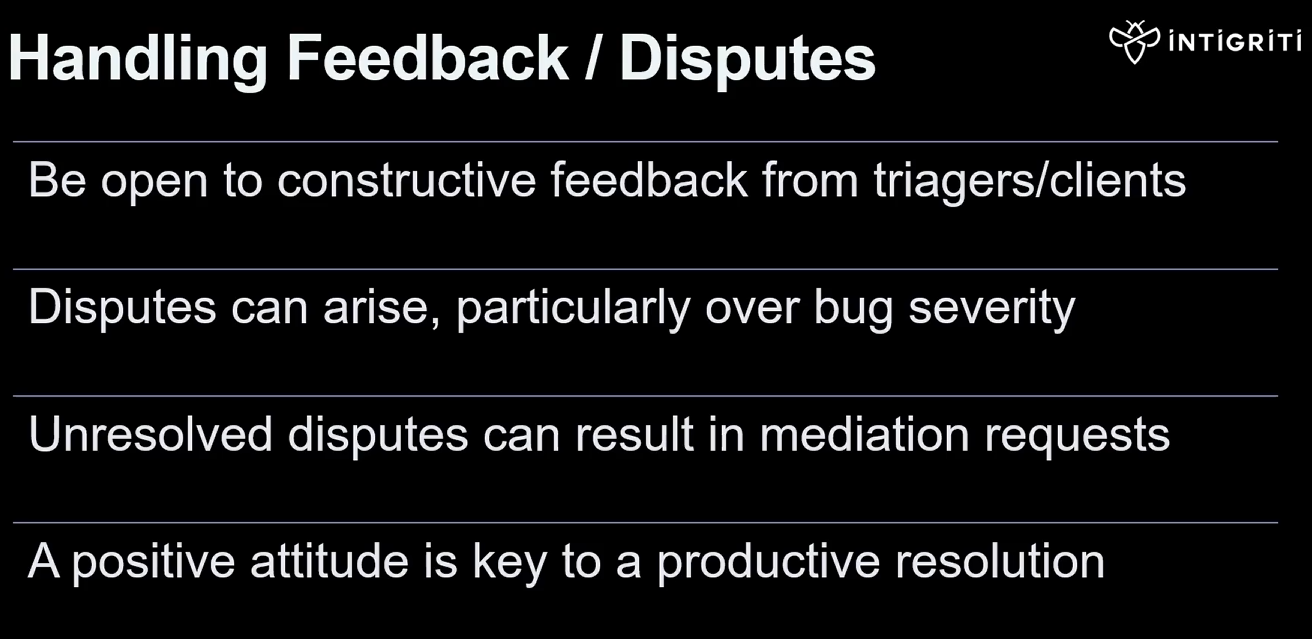 Handling Feedback / Disputes
iNTiGRiTi
Be open to constructive feedback from triagers/clients
Disputes can arise, particularly over bug severity
Unresolved disputes can result in mediation requests
A positive attitude is key to a productive resolution